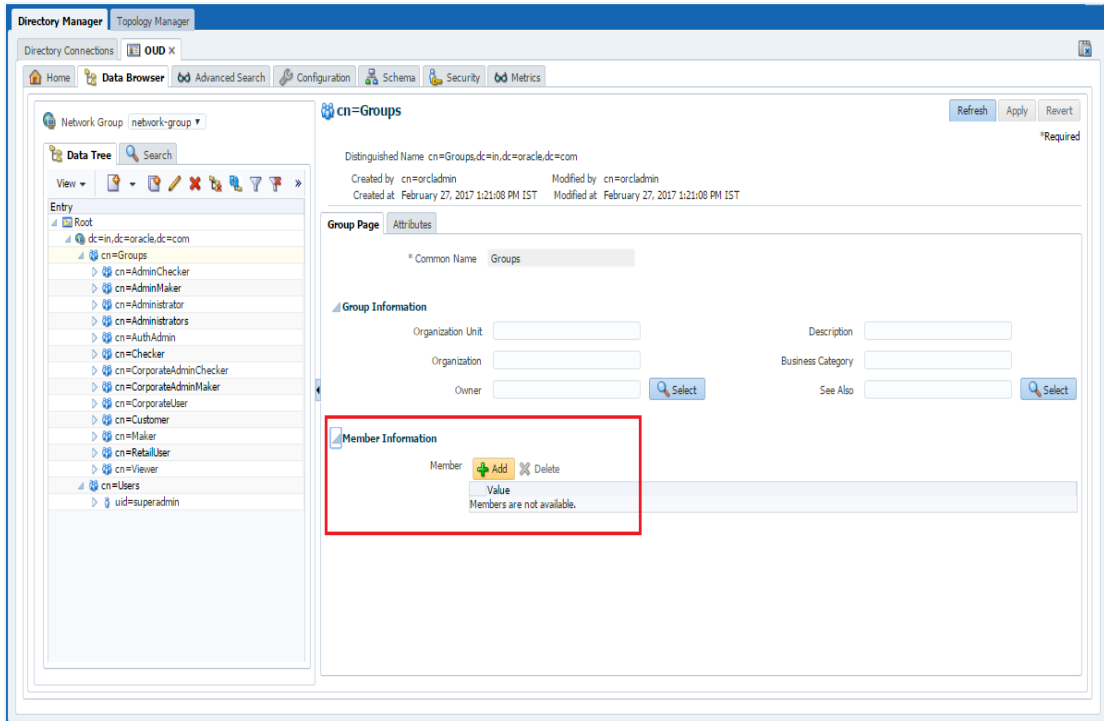 Directory Manager Topology Manager
Directory Connections OUD ×
Home Data Browser Advanced Search Configuration Schema Security Metrics
Network Group network-group
Data Tree Search
View
Entry
Root
dc=in,dc=oracle,dc=com
cn=Groups
cn=AdminChecker
cn=AdminMaker
cn=Administrator
cn=Administrators
cn=AuthAdmin
cn=Checker
cn=CorporateAdminChecker
cn=CorporateAdminMaker
cn=CorporateUser
cn=Customer
cn=Maker
cn=RetailUser
cn=Viewer
cn=Users
uid=superadmin
cn=Groups Refresh Apply Revert
*Required
Distinguished Name cn=Groups,dc=in,dc=oracle,dc=com
Created by cn=orcladmin Modified by cn=orcladmin
Created at February 27, 2017 1:21:08 PM IST Modified at February 27, 2017 1:21:08 PM IST
Group Page Attributes
* Common Name Groups
Group Information
Organization Unit Description
Organization Business Category
Owner Select See Also Select
Member Information
Member Add Delete
Value
Members are not available.